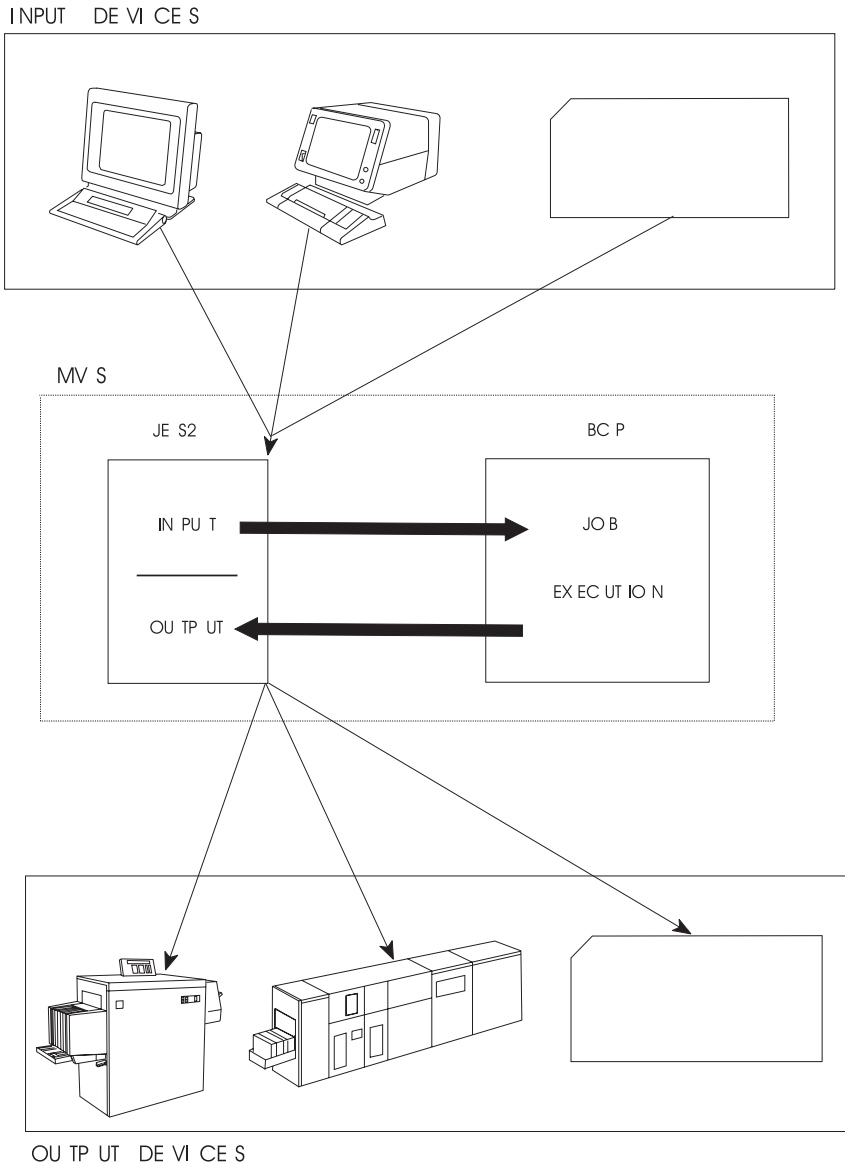 INPUT DEVICES
MVS
JES2
BCP
INPUT
JOB
EXECUTION
OUTPUT
OUTPUT DEVICES